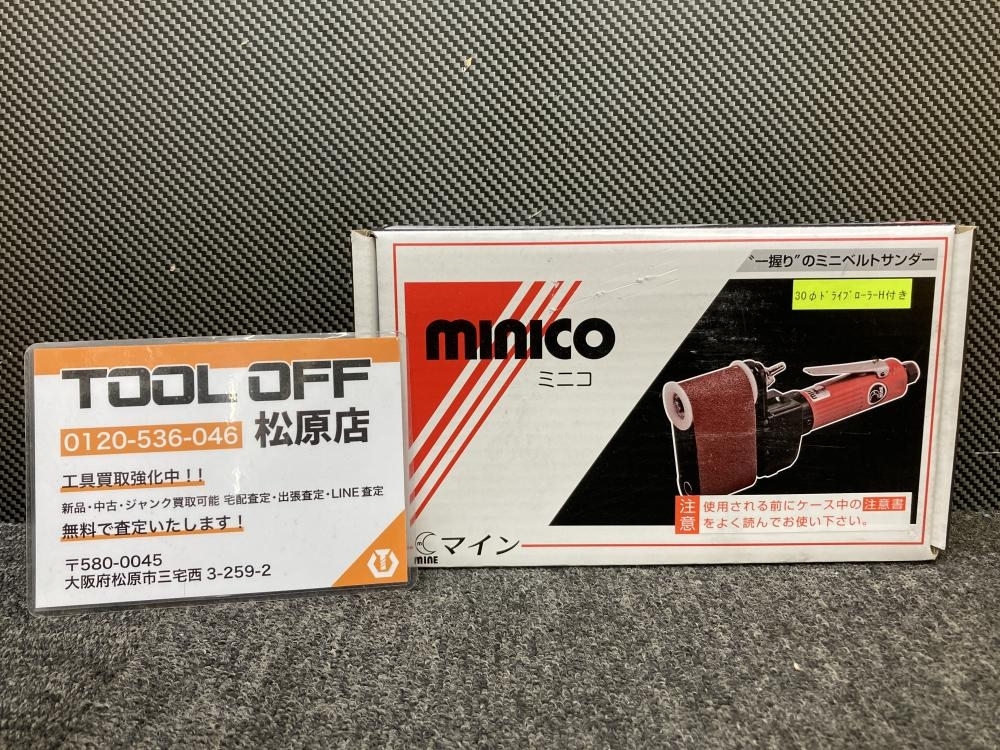 TOOL OFF
0120-536-046 松原店
工具買取強化中!!
新品・中古・ジャンク買取可能 宅配査定・出張査定・LINE査定
無料で査定いたします!
〒580-0045
大阪府松原市三宅西 3-259-2
"一握り"のミニベルトサンダー
30φドライブローラーH付き
MINICO
ミニコ
注意
使用される前にケース中の注意書
をよく読んでお使い下さい。
マイン
MINE